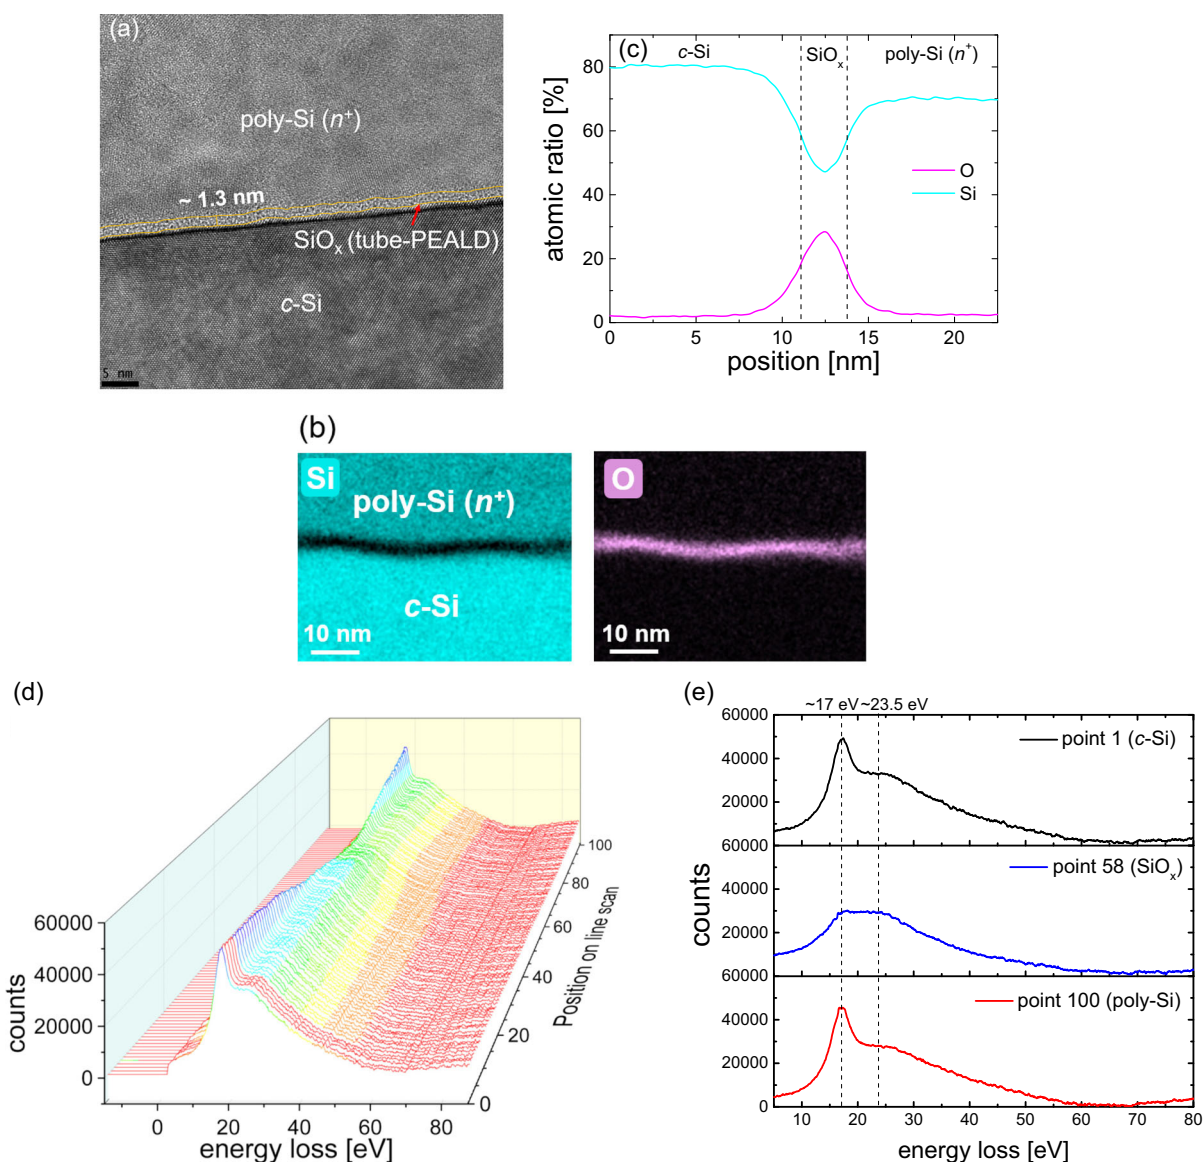 (a)
poly-Si (n⁺)
~ 1.3 nm
SiOₓ (tube-PEALD)
c-Si
5 nm
(c)
c-Si
SiOₓ
poly-Si (n⁺)
80
60
40
20
0
atomic ratio [%]
O
Si
0
5
10
15
20
position [nm]
(b)
Si
poly-Si (n⁺)
c-Si
10 nm
O
10 nm
(d)
60000
40000
20000
0
counts
0
20
40
60
80
energy loss [eV]
0
20
40
60
80
100
Position on line scan
(e)
~17 eV
~23.5 eV
60000
40000
20000
60000
40000
20000
60000
40000
20000
0
counts
point 1 (c-Si)
point 58 (SiOₓ)
point 100 (poly-Si)
10
20
30
40
50
60
70
80
energy loss [eV]